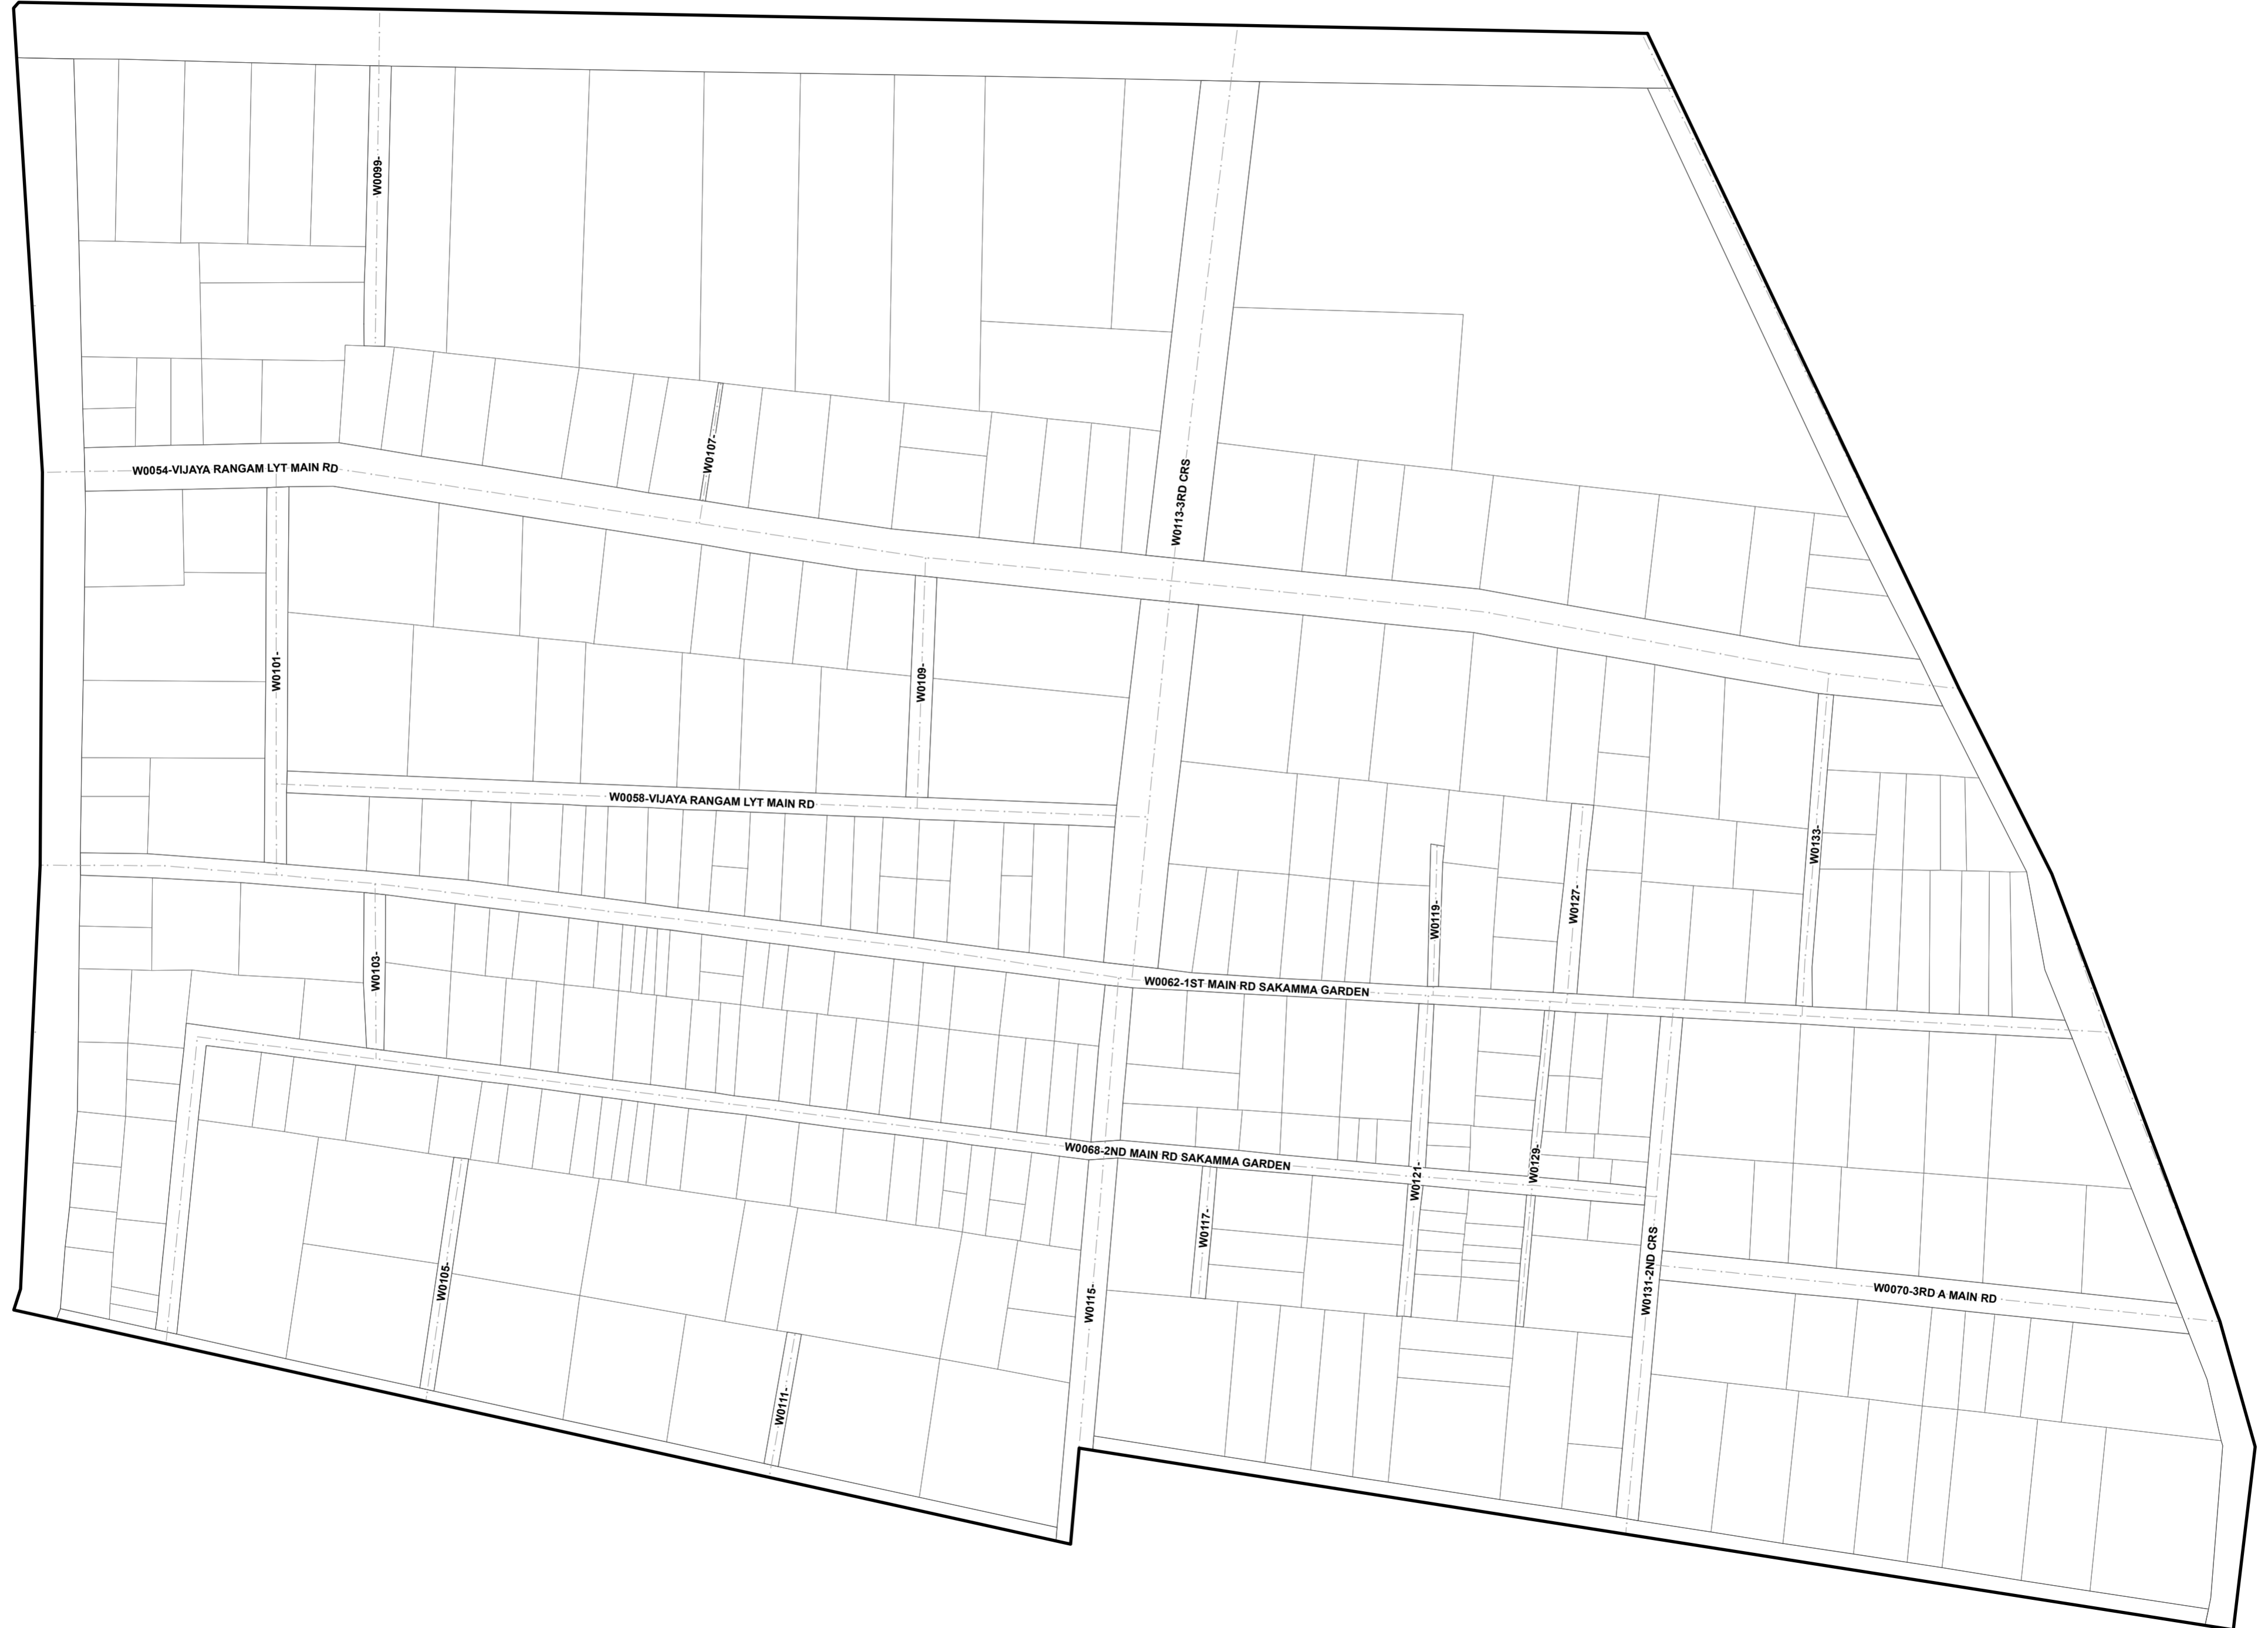 W0099-
W0107-
W0054-VIJAYA RANGAM LYT MAIN RD
W0113-3RD CRS
W0101-
W0109-
W0058-VIJAYA RANGAM LYT MAIN RD
W0133-
W0127-
W0119-
W0103-
W0062-1ST MAIN RD SAKAMMA GARDEN
W0068-2ND MAIN RD SAKAMMA GARDEN
W0129-
W0121-
W0117-
W0105-
W0115-
W0131-2ND CRS
W0070-3RD A MAIN RD
W0111-